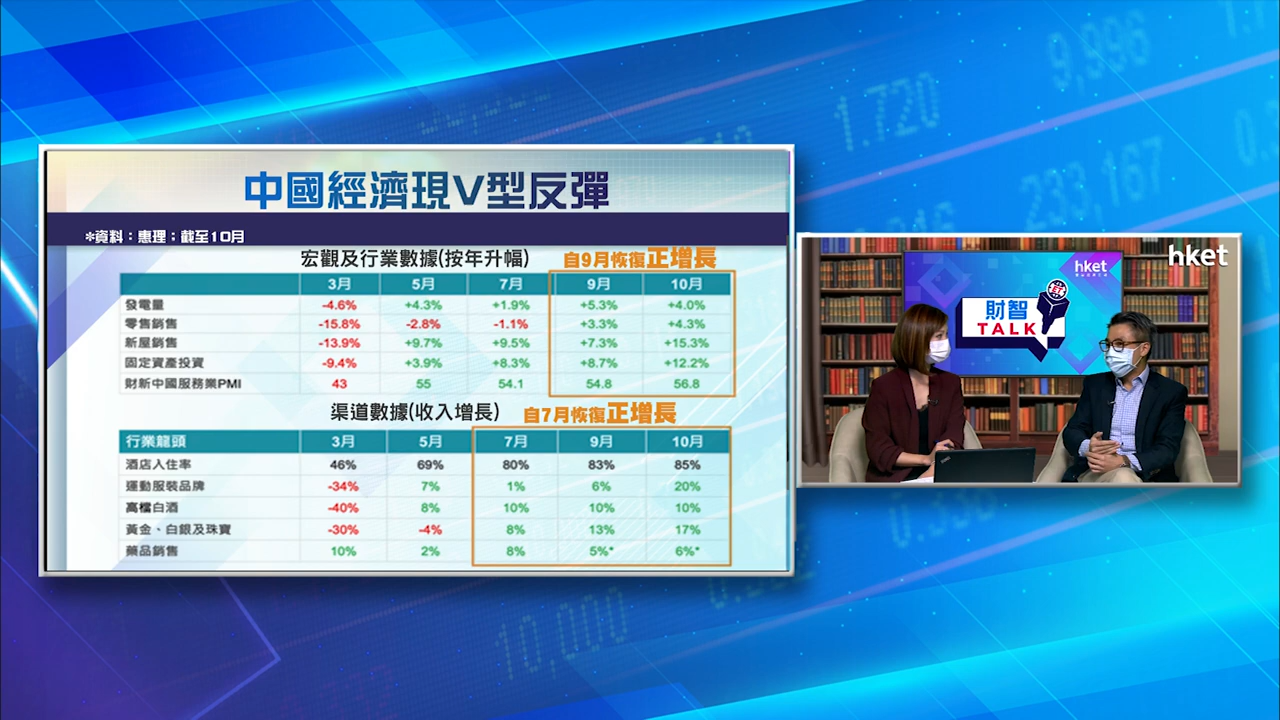 中國經濟現V型反彈
*資料：惠理；截至10月
宏觀及行業數據(按年升幅) 自9月恢復正增長
3月 5月 7月 9月 10月
發電量 -4.6% +4.3% +1.9% +5.3% +4.0%
零售銷售 -15.8% -2.8% -1.1% +3.3% +4.3%
新屋銷售 -13.9% +9.7% +9.5% +7.3% +15.3%
固定資產投資 -9.4% +3.9% +8.3% +8.7% +12.2%
財新中國服務業PMI 43 55 54.1 54.8 56.8
渠道數據(收入增長) 自7月恢復正增長
行業龍頭 3月 5月 7月 9月 10月
酒店入住率 46% 69% 80% 83% 85%
運動服裝品牌 -34% 7% 1% 6% 20%
高檔白酒 -40% 8% 10% 10% 10%
黃金、白銀及珠寶 -30% -4% 8% 13% 17%
藥品銷售 10% 2% 8% 5%* 6%*
hket
hket
財智
TALK
9,996
1.720
233,167
10,000